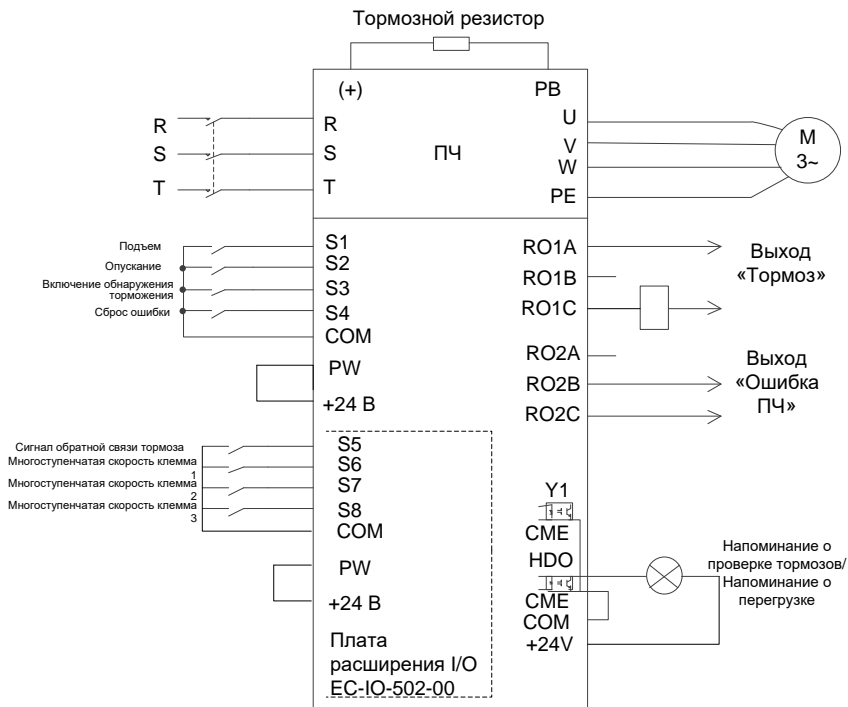 Тормозной резистор
(+)
PB
R
S
T
R
S
T
ПЧ
U
V
W
PE
M
3~
Подъем
Опускание
Включение обнаружения
торможения
Сброс ошибки
S1
S2
S3
S4
COM
PW
+24 В
RO1A
RO1B
RO1C
RO2A
RO2B
RO2C
Выход
«Тормоз»
Выход
«Ошибка
ПЧ»
Сигнал обратной связи тормоза
Многоступенчатая скорость клемма
1
Многоступенчатая скорость клемма
2
Многоступенчатая скорость клемма
3
S5
S6
S7
S8
COM
PW
+24 В
Плата
расширения I/O
EC-IO-502-00
Y1
CME
HDO
CME
COM
+24V
Напоминание о
проверке тормозов/
Напоминание о
перегрузке